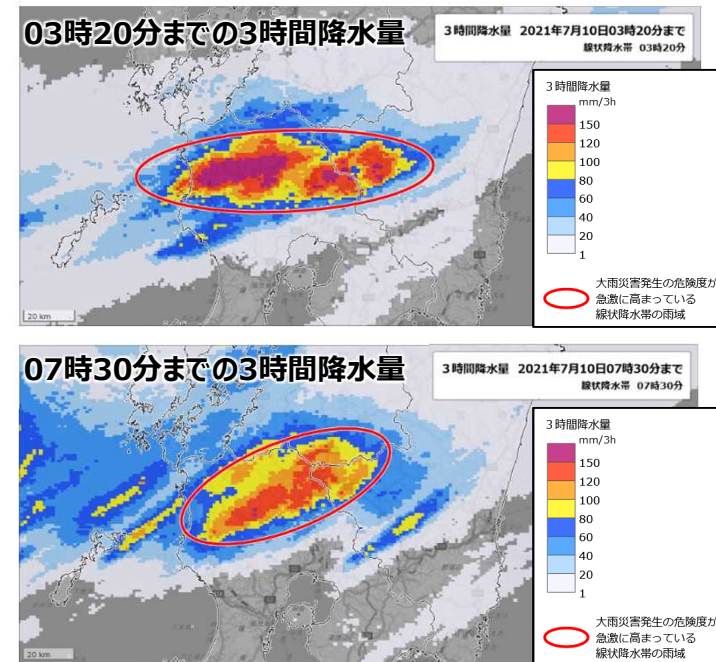 03時20分までの3時間降水量
３時間降水量 2021年7月10日03時20分まで
線状降水帯 03時20分
３時間降水量
mm/3h
150
120
100
80
60
40
20
1
大雨災害発生の危険度が
急激に高まっている
線状降水帯の雨域
20 km
07時30分までの3時間降水量
３時間降水量 2021年7月10日07時30分まで
線状降水帯 07時30分
３時間降水量
mm/3h
150
120
100
80
60
40
20
1
大雨災害発生の危険度が
急激に高まっている
線状降水帯の雨域
20 km